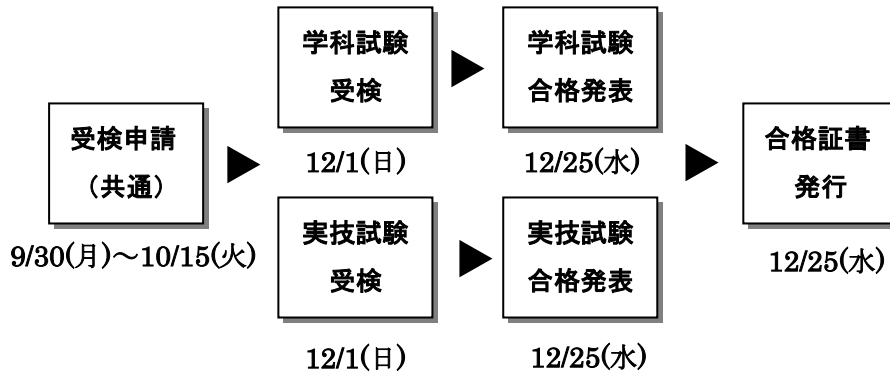 受検申請
（共通）
9/30(月)～10/15(火)
学科試験
受検
12/1(日)
学科試験
合格発表
12/25(水)
実技試験
受検
12/1(日)
実技試験
合格発表
12/25(水)
合格証書
発行
12/25(水)